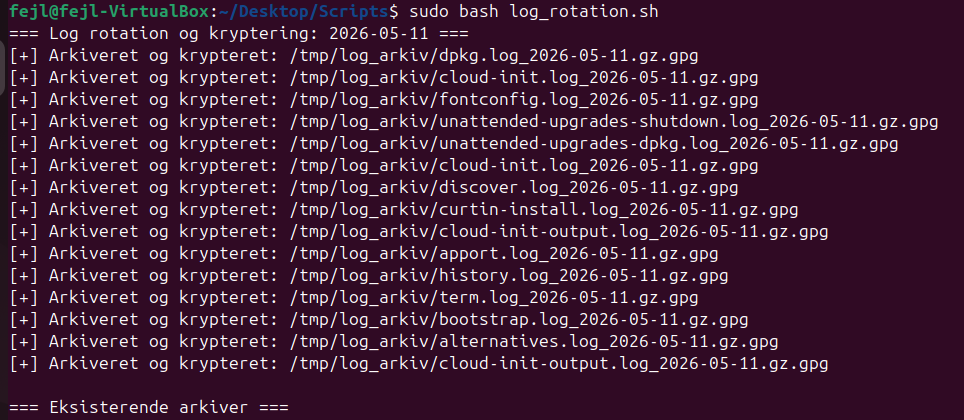 fejl@fejl-VirtualBox:~/Desktop/Scripts$ sudo bash log_rotation.sh
=== Log rotation og kryptering: 2026-05-11 ===
[+] Arkiveret og krypteret: /tmp/log_arkiv/dpkg.log_2026-05-11.gz.gpg
[+] Arkiveret og krypteret: /tmp/log_arkiv/cloud-init.log_2026-05-11.gz.gpg
[+] Arkiveret og krypteret: /tmp/log_arkiv/fontconfig.log_2026-05-11.gz.gpg
[+] Arkiveret og krypteret: /tmp/log_arkiv/unattended-upgrades-shutdown.log_2026-05-11.gz.gpg
[+] Arkiveret og krypteret: /tmp/log_arkiv/unattended-upgrades-dpkg.log_2026-05-11.gz.gpg
[+] Arkiveret og krypteret: /tmp/log_arkiv/cloud-init.log_2026-05-11.gz.gpg
[+] Arkiveret og krypteret: /tmp/log_arkiv/discover.log_2026-05-11.gz.gpg
[+] Arkiveret og krypteret: /tmp/log_arkiv/curtin-install.log_2026-05-11.gz.gpg
[+] Arkiveret og krypteret: /tmp/log_arkiv/cloud-init-output.log_2026-05-11.gz.gpg
[+] Arkiveret og krypteret: /tmp/log_arkiv/apport.log_2026-05-11.gz.gpg
[+] Arkiveret og krypteret: /tmp/log_arkiv/history.log_2026-05-11.gz.gpg
[+] Arkiveret og krypteret: /tmp/log_arkiv/term.log_2026-05-11.gz.gpg
[+] Arkiveret og krypteret: /tmp/log_arkiv/bootstrap.log_2026-05-11.gz.gpg
[+] Arkiveret og krypteret: /tmp/log_arkiv/alternatives.log_2026-05-11.gz.gpg
[+] Arkiveret og krypteret: /tmp/log_arkiv/cloud-init-output.log_2026-05-11.gz.gpg
=== Eksisterende arkiver ===